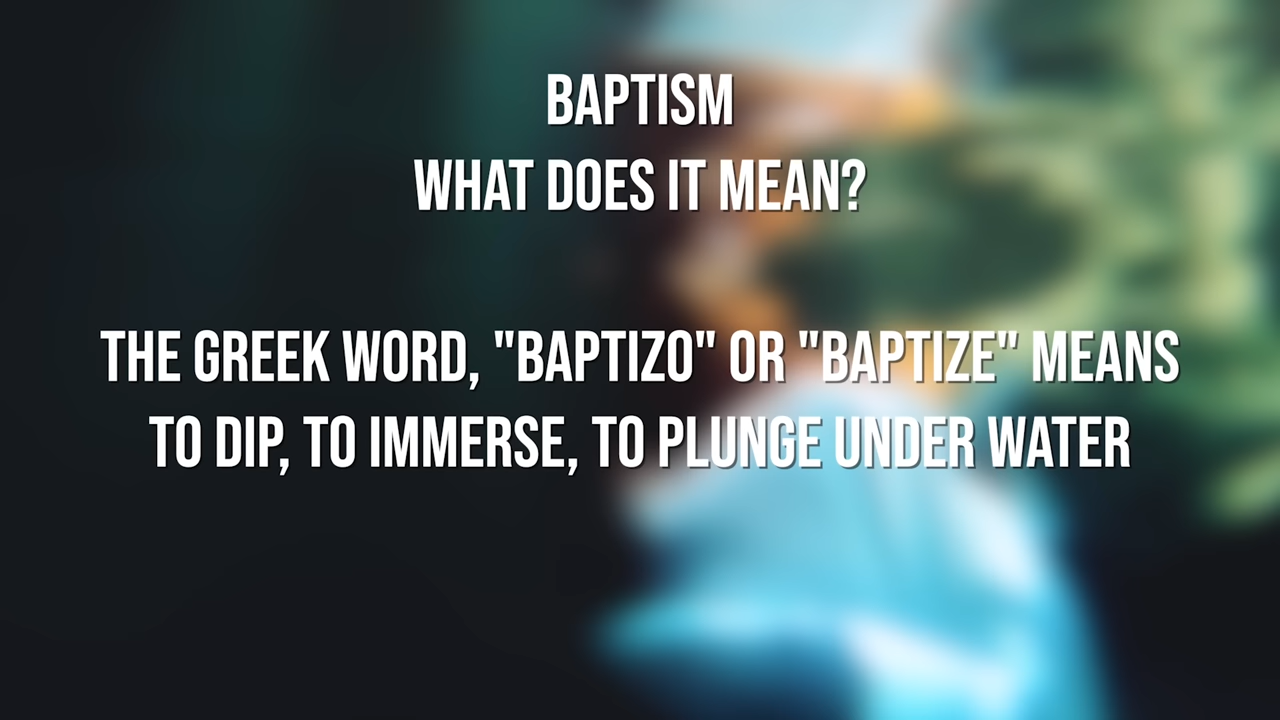 BAPTISM
WHAT DOES IT MEAN?
THE GREEK WORD, "BAPTIZO" OR "BAPTIZE" MEANS
TO DIP, TO IMMERSE, TO PLUNGE UNDER WATER